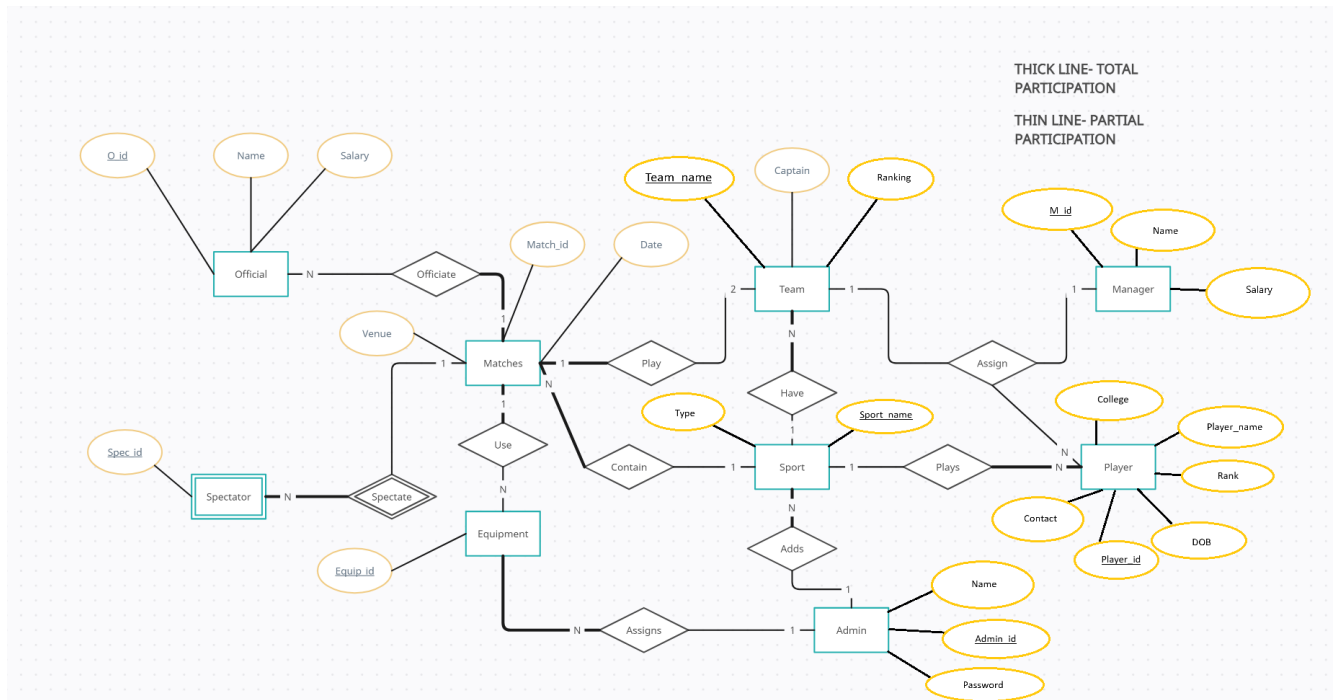 THICK LINE- TOTAL
PARTICIPATION
THIN LINE- PARTIAL
PARTICIPATION
O_id
Name
Salary
Team_name
Captain
Ranking
M_id
Name
Match_id
Date
Official
N
Officiate
2
Team
1
1
Manager
Salary
1
Venue
N
1
Matches
1
Play
Assign
N
1
Have
College
Type
Sport_name
Player_name
1
Use
Spec_id
N
Contain
1
Sport
1
Plays
N
Player
N
Rank
Spectator
N
Spectate
N
N
Contact
Equipment
Adds
Player_id
DOB
Equip_id
1
Name
N
Assigns
1
Admin
Admin_id
Password